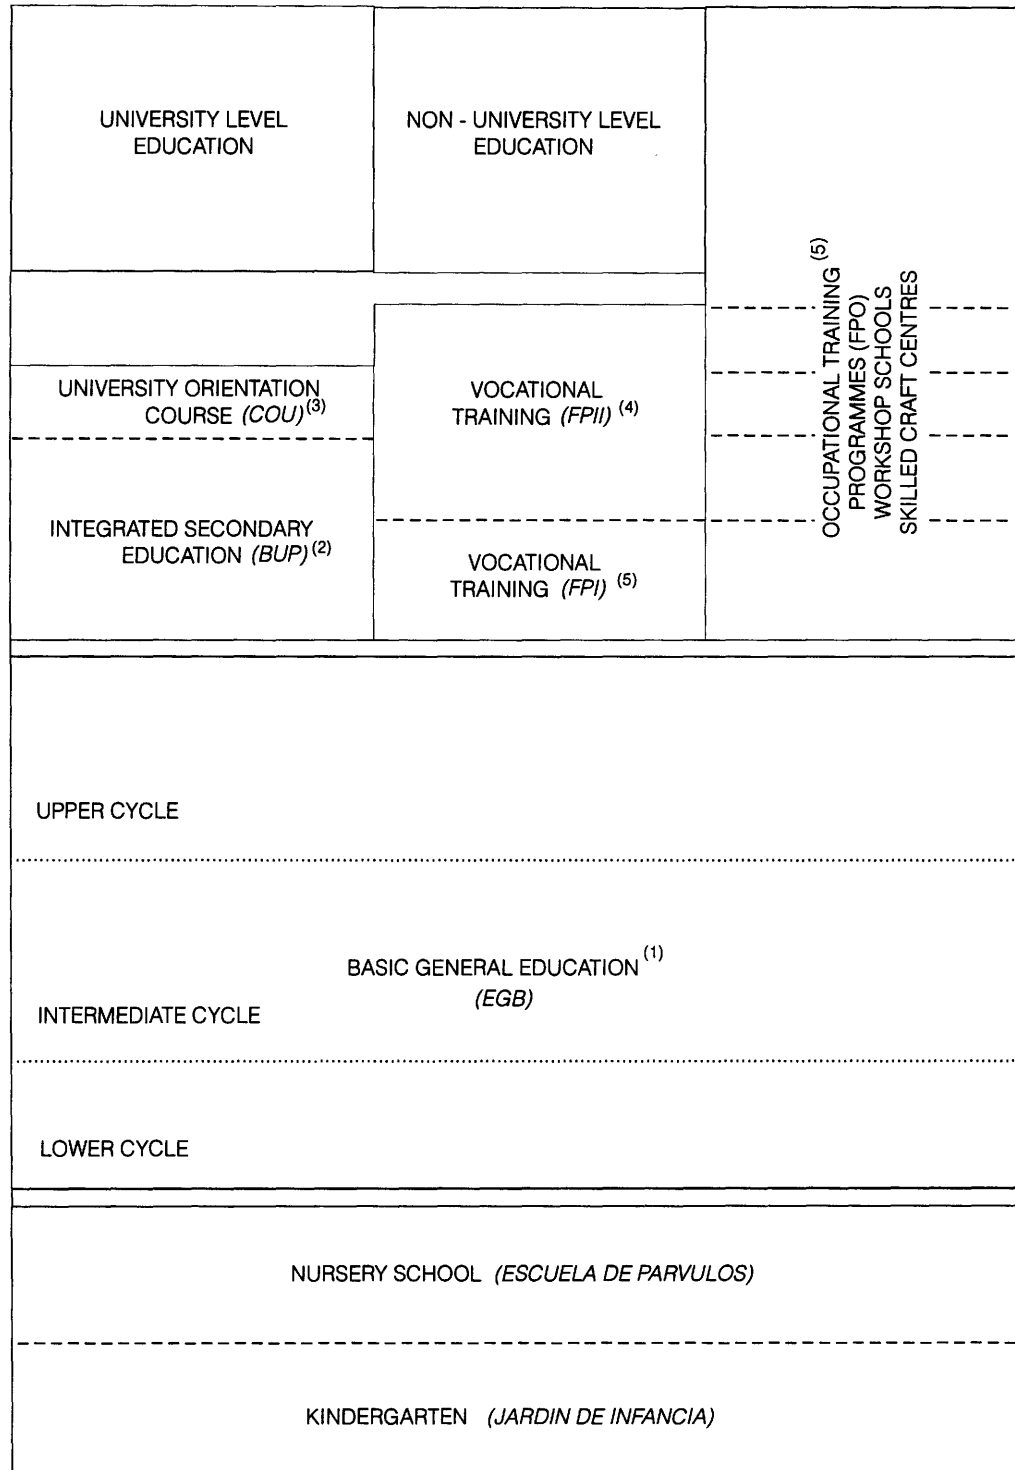 UNIVERSITY LEVEL
EDUCATION
NON - UNIVERSITY LEVEL
EDUCATION
OCCUPATIONAL TRAINING (5)
PROGRAMMES (FPO)
WORKSHOP SCHOOLS
SKILLED CRAFT CENTRES
UNIVERSITY ORIENTATION
COURSE (COU) (3)
VOCATIONAL
TRAINING (FPII) (4)
INTEGRATED SECONDARY
EDUCATION (BUP) (2)
VOCATIONAL
TRAINING (FPI) (5)
UPPER CYCLE
BASIC GENERAL EDUCATION (1)
(EGB)
INTERMEDIATE CYCLE
LOWER CYCLE
NURSERY SCHOOL (ESCUELA DE PARVULOS)
KINDERGARTEN (JARDIN DE INFANCIA)